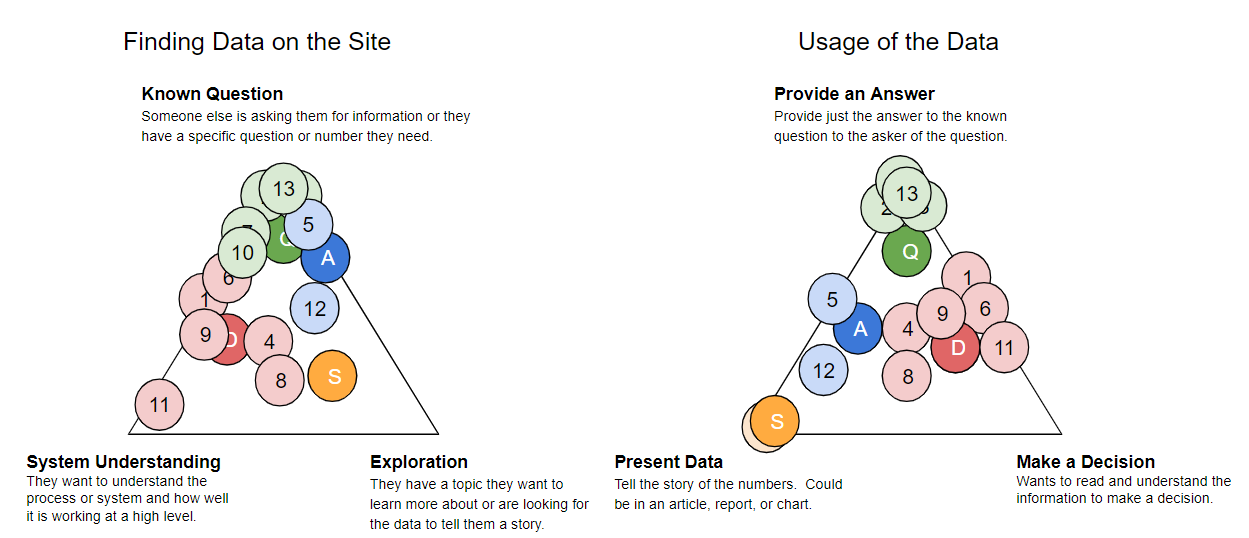 Finding Data on the Site
Known Question
Someone else is asking them for information or they
have a specific question or number they need.
13
5
10
A
6
1
12
9
D
4
8
S
11
System Understanding
They want to understand the
process or system and how well
it is working at a high level.
Exploration
They have a topic they want to
learn more about or are looking for
the data to tell them a story.
Usage of the Data
Provide an Answer
Provide just the answer to the known
question to the asker of the question.
13
2
Q
1
5
6
9
A
4
D
11
12
8
S
Present Data
Tell the story of the numbers.  Could
be in an article, report, or chart.
Make a Decision
Wants to read and understand the
information to make a decision.